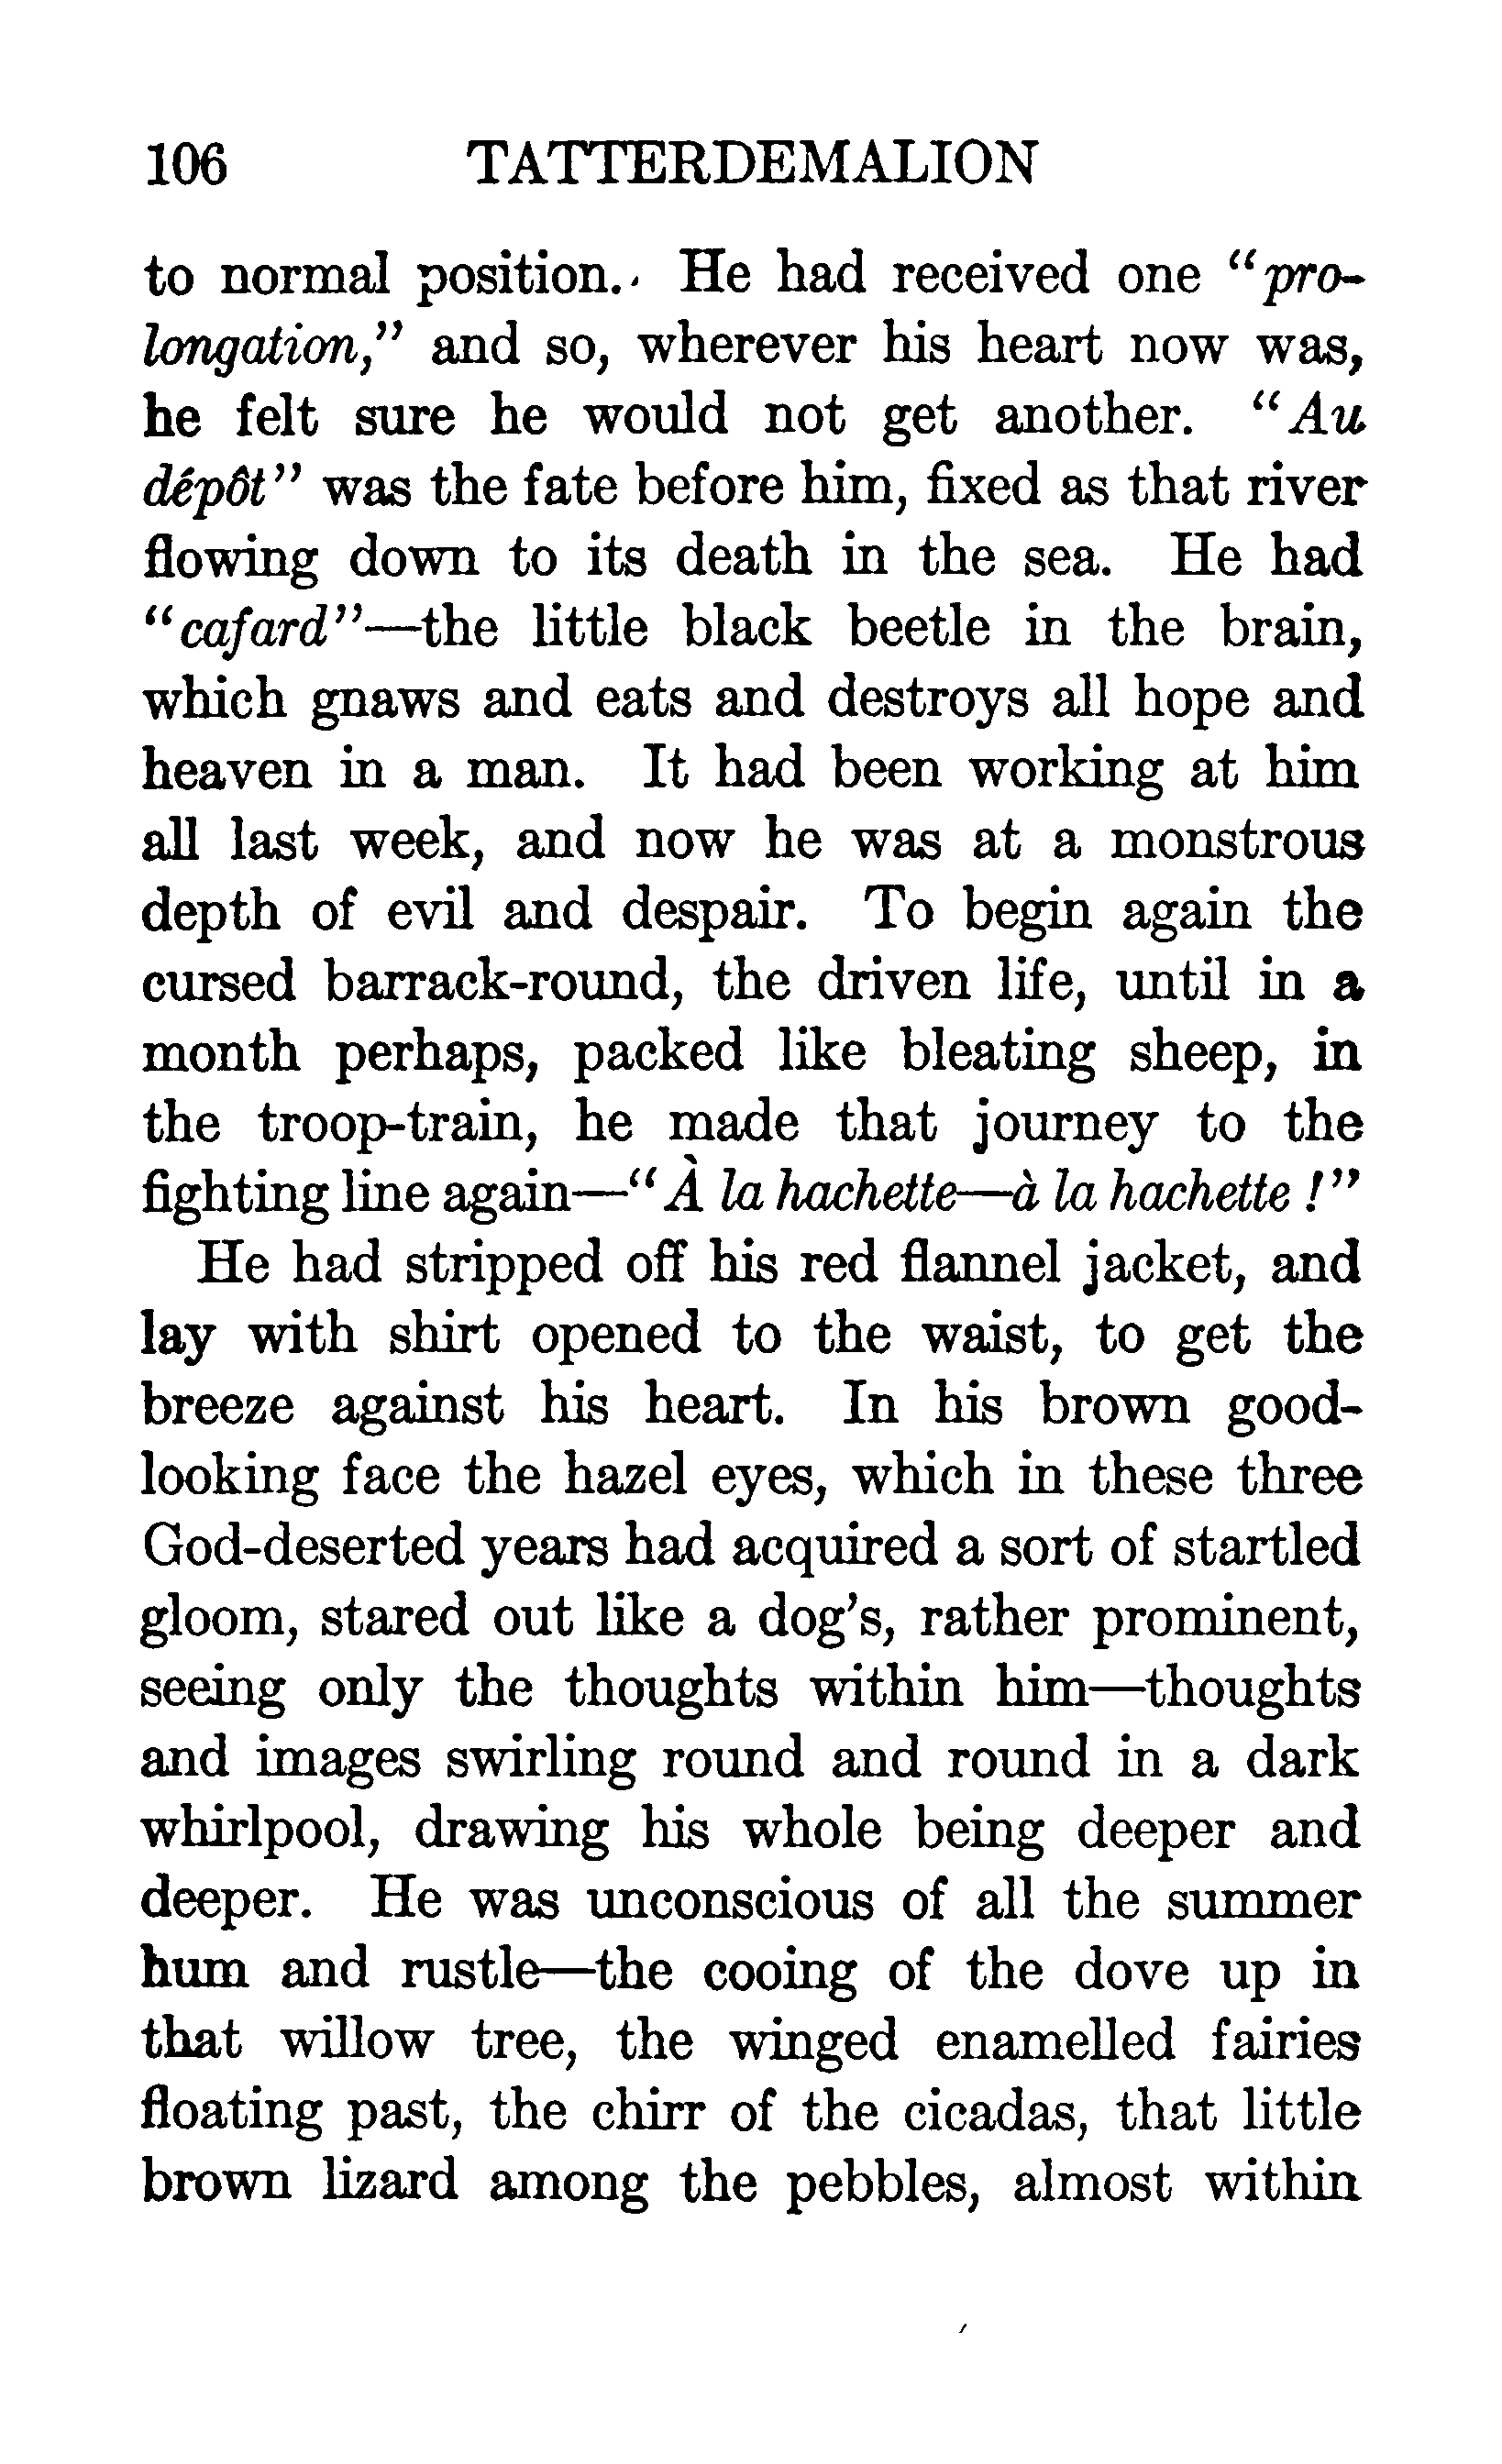 106 TATTERDEMALION
to normal position. He had received one "pro-
longation," and so, wherever his heart now was,
he felt sure he would not get another. "Au
dépôt" was the fate before him, fixed as that river
flowing down to its death in the sea. He had
"cafard"—the little black beetle in the brain,
which gnaws and eats and destroys all hope and
heaven in a man. It had been working at him
all last week, and now he was at a monstrous
depth of evil and despair. To begin again the
cursed barrack-round, the driven life, until in a
month perhaps, packed like bleating sheep, in
the troop-train, he made that journey to the
fighting line again—"À la hachette—à la hachette!"
He had stripped off his red flannel jacket, and
lay with shirt opened to the waist, to get the
breeze against his heart. In his brown good-
looking face the hazel eyes, which in these three
God-deserted years had acquired a sort of startled
gloom, stared out like a dog's, rather prominent,
seeing only the thoughts within him—thoughts
and images swirling round and round in a dark
whirlpool, drawing his whole being deeper and
deeper. He was unconscious of all the summer
hum and rustle—the cooing of the dove up in
that willow tree, the winged enamelled fairies
floating past, the chirr of the cicadas, that little
brown lizard among the pebbles, almost within